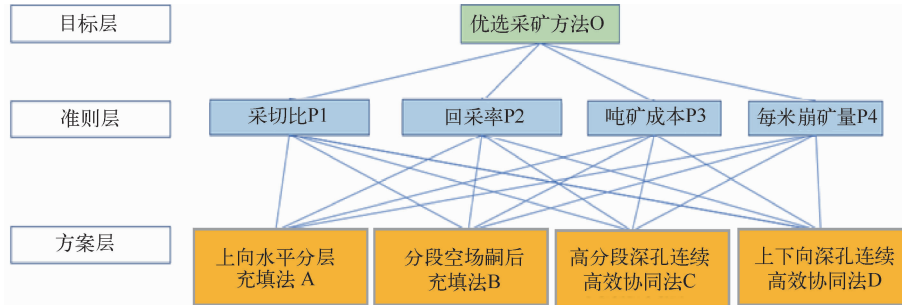 目标层
优选采矿方法O
准则层
采切比P1
回采率P2
吨矿成本P3
每米崩矿量P4
方案层
上向水平分层
充填法 A
分段空场嗣后
充填法B
高分段深孔连续
高效协同法C
上下向深孔连续
高效协同法D